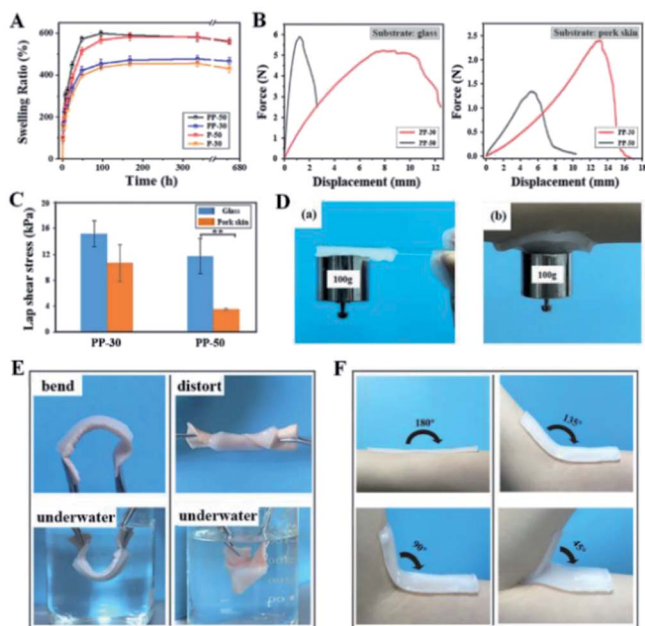 A
Swelling Ratio (%)
600
400
200
0
0
100
200
300
680
Time (h)
PP-50
PP-30
P-50
P-30
B
Substrate: glass
Force (N)
7
6
5
4
3
2
1
0
0
2
4
6
8
10
12
Displacement (mm)
PP-30
PP-50
Substrate: pork skin
Force (N)
2.5
2.0
1.5
1.0
0.5
0.0
0
2
4
6
8
10
12
14
16
18
Displacement (mm)
PP-30
PP-50
C
Lap shear stress (kPa)
20
16
12
8
4
0
Glass
Pork skin
**
PP-30
PP-50
D
(a)
100g
(b)
100g
E
bend
distort
underwater
underwater
F
180°
135°
90°
45°